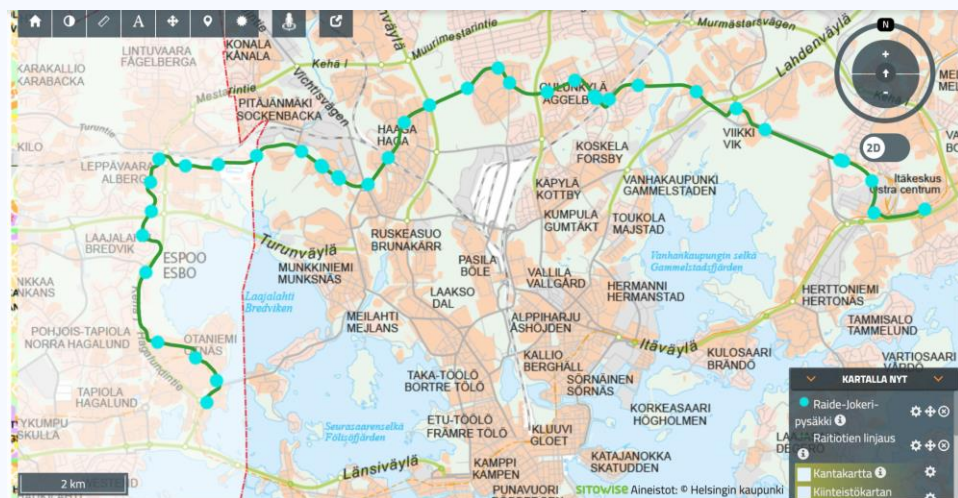 N
2D
A
KONALA
KÅNALA
LINTUVAARA
FÅGELBERGA
KARAKALLIO
KARABACKA
Kehä I
Mestarintie
Vichtisvägen
Muurimestarintie
Murmästarsvägen
Lahdenväylä
PITÄJÄNMÄKI
SOCKENBACKA
Turuntie
KILO
LEPPÄVAARA
ALBERGA
HAAGA
HAGA
OULUNKYLÄ
ÅGGELBY
KOSKELA
FORSBY
VIIKKI
VIK
Itäkeskus
Östra centrum
KÄPYLÄ
KOTTBY
VANHAKAUPUNKI
GAMMELSTADEN
KUMPULA
GUMTÄKT
TOUKOLA
MAJSTAD
LAAJALAHTI
BREDVIK
ESPOO
ESBO
Turunväylä
RUSKEASUO
BRUNAKÄRR
MUNKKINIEMI
MUNKSNÄS
PASILA
BÖLE
VALLILA
VALLGÅRD
Vanhankaupungin selkä
Gammelstadsfjärden
HERMANNI
HERMANSTAD
HERTTONIEMI
HERTONÄS
Laajalahti
Bredviken
LAAKSO
DAL
MEILAHTI
MEJLANS
ALPPIHARJU
ÅSHÖJDEN
Itäväylä
TAMMISALO
TAMMELUND
POHJOIS-TAPIOLA
NORRA HAGALUND
OTANIEMI
OTNÄS
Hagalundintie
KALLIO
BERGHÄLL
KULOSAARI
BRÄNDÖ
VARTIOSAARI
TAPIOLA
HAGALUND
TAKA-TÖÖLÖ
BORTRE TÖLÖ
SÖRNÄINEN
SÖRNÄS
KORKEASAARI
HÖGHOLMEN
Seurasaarenselkä
Fölisöfjärden
ETU-TÖÖLÖ
FRÄMRE TÖLÖ
KLUUVI
GLOET
KATAJANOKKA
SKATUDDEN
KAMPPI
KAMPEN
Länsiväylä
PUNAVUORI
2 km
SITOWISE Aineistot: © Helsingin kaupunki
KARTALLA NYT
Raide-Jokeri-
pysäkki
Raitiotien linjaus
Kantakartta
Kiinteistökartan